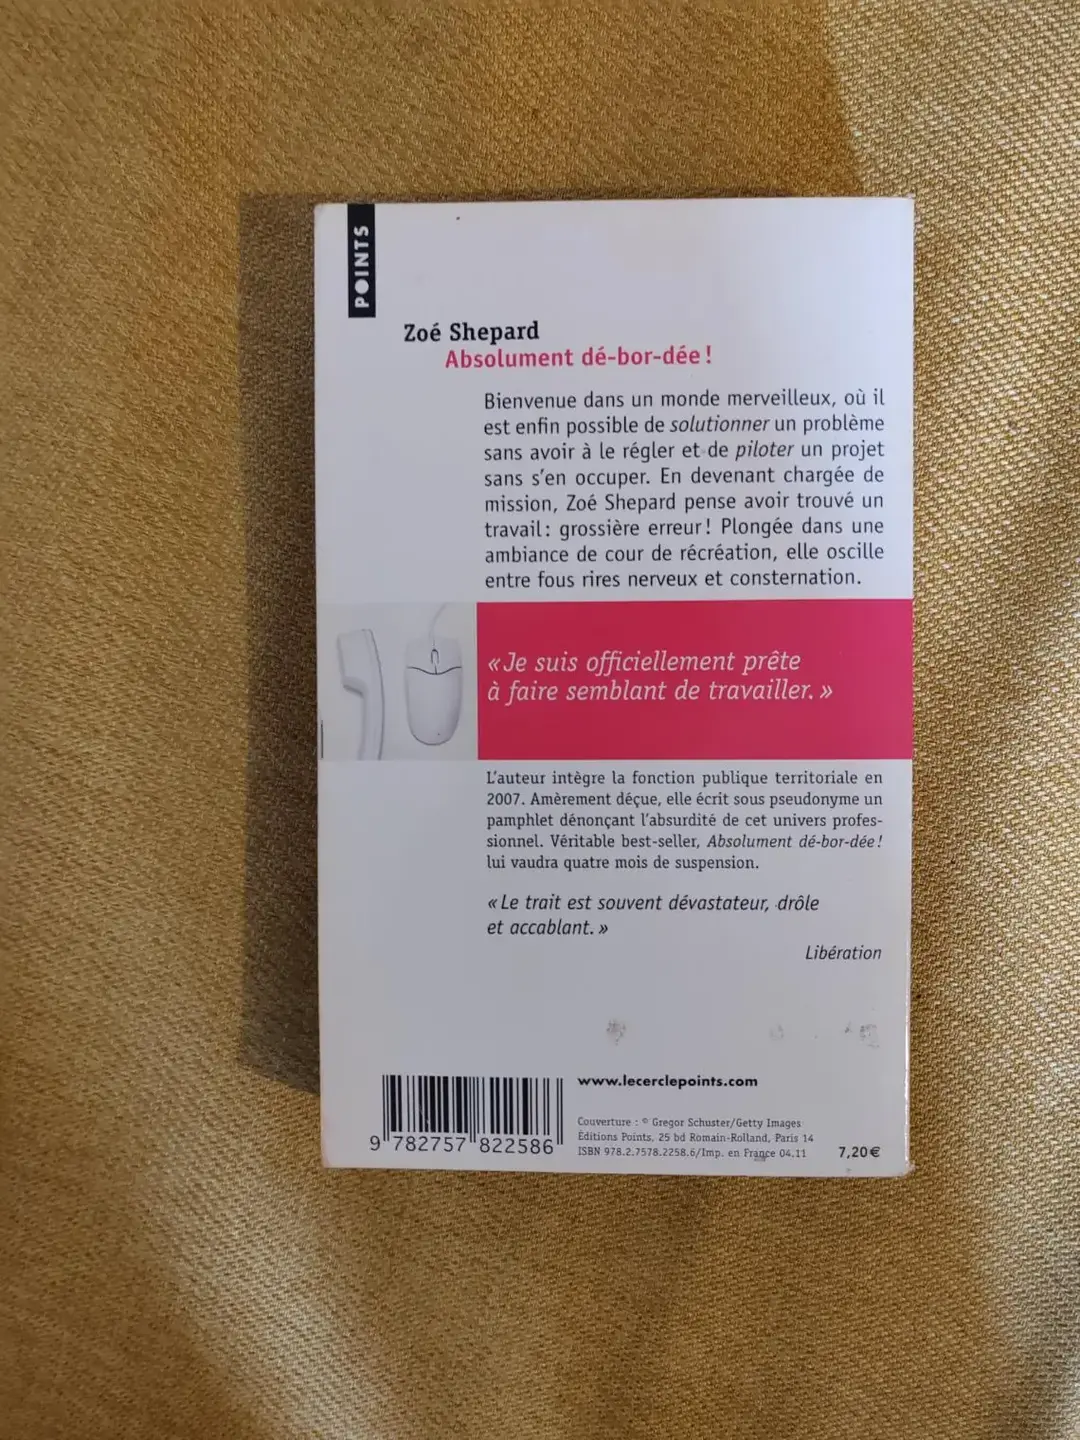 POINTS
Zoé Shepard
Absolument dé-bor-dée !
Bienvenue dans un monde merveilleux, où il
est enfin possible de solutionner un problème
sans avoir à le régler et de piloter un projet
sans s'en occuper. En devenant chargée de
mission, Zoé Shepard pense avoir trouvé un
travail : grossière erreur ! Plongée dans une
ambiance de cour de récréation, elle oscille
entre fous rires nerveux et consternation.
« Je suis officiellement prête
à faire semblant de travailler. »
L'auteur intègre la fonction publique territoriale en
2007. Amèrement déçue, elle écrit sous pseudonyme un
pamphlet dénonçant l'absurdité de cet univers profes-
sionnel. Véritable best-seller, Absolument dé-bor-dée !
lui vaudra quatre mois de suspension.
« Le trait est souvent dévastateur, drôle
et accablant. »
Libération
www.lecerclepoints.com
Couverture : © Gregor Schuster/Getty Images
Éditions Points, 25 bd Romain-Rolland, Paris 14
ISBN 978.2.7578.2258.6/Imp. en France 04.11
7,20 €
9 782757 822586